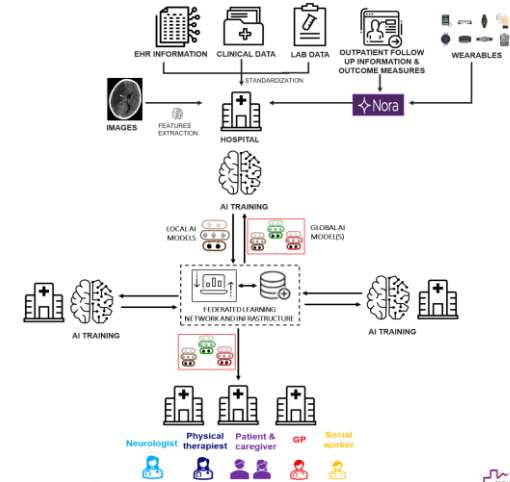 EHR INFORMATION
CLINICAL DATA
LAB DATA
OUTPATIENT FOLLOW
UP INFORMATION &
OUTCOME MEASURES
WEARABLES
STANDARDIZATION
Nora
IMAGES
FEATURES
EXTRACTION
HOSPITAL
AI TRAINING
LOCAL AI
MODELS
GLOBAL AI
MODEL(S)
FEDERATED LEARNING
NETWORK AND INFRASTRUCTURE
AI TRAINING
AI TRAINING
Neurologist
Physical
therapiest
Patient &
caregiver
GP
Social
worker